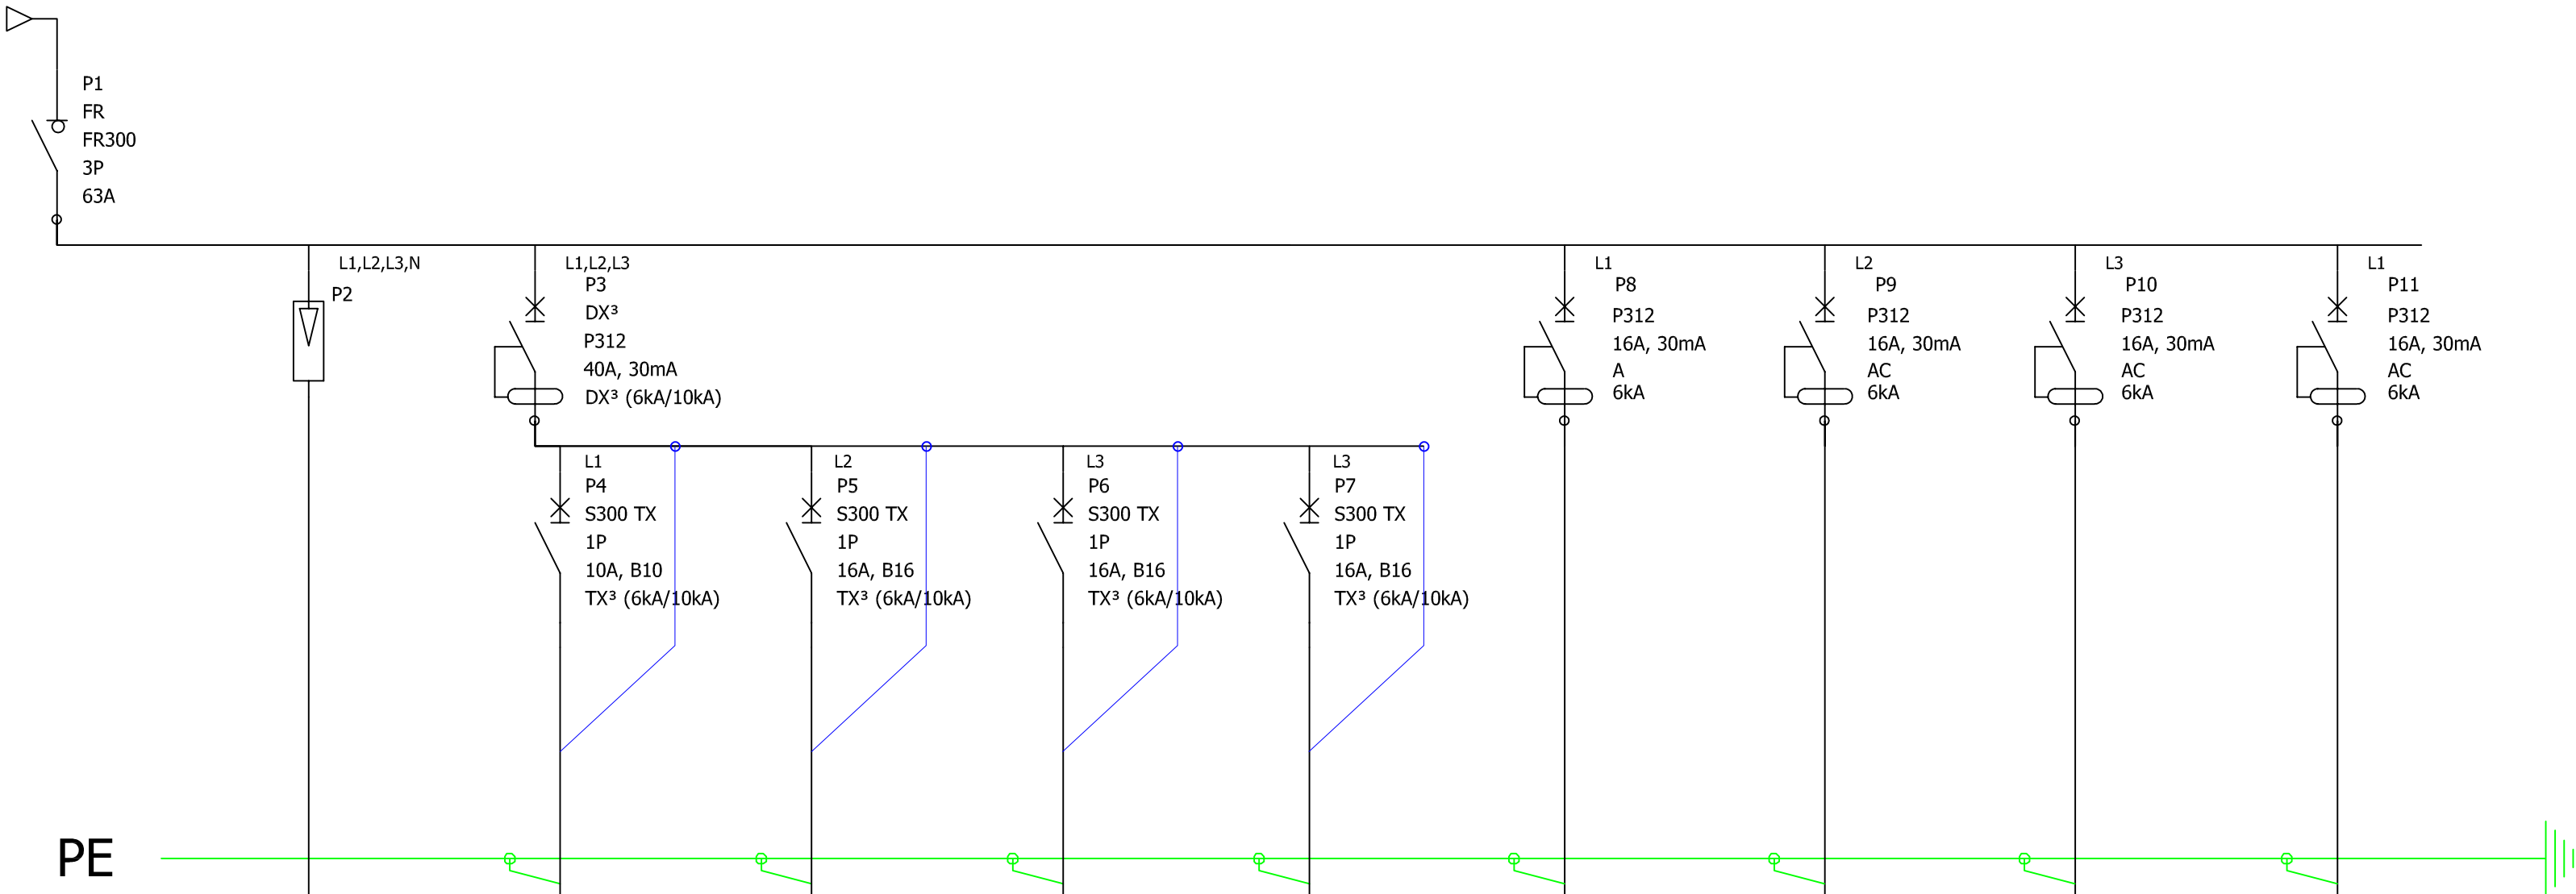 P1
FR
FR300
3P
63A
L1,L2,L3,N
P2
L1,L2,L3
P3
DX³
P312
40A, 30mA
DX³ (6kA/10kA)
L1
P8
P312
16A, 30mA
A
6kA
L2
P9
P312
16A, 30mA
AC
6kA
L3
P10
P312
16A, 30mA
AC
6kA
L1
P11
P312
16A, 30mA
AC
6kA
L1
P4
S300 TX
1P
10A, B10
TX³ (6kA/10kA)
L2
P5
S300 TX
1P
16A, B16
TX³ (6kA/10kA)
L3
P6
S300 TX
1P
16A, B16
TX³ (6kA/10kA)
L3
P7
S300 TX
1P
16A, B16
TX³ (6kA/10kA)
PE